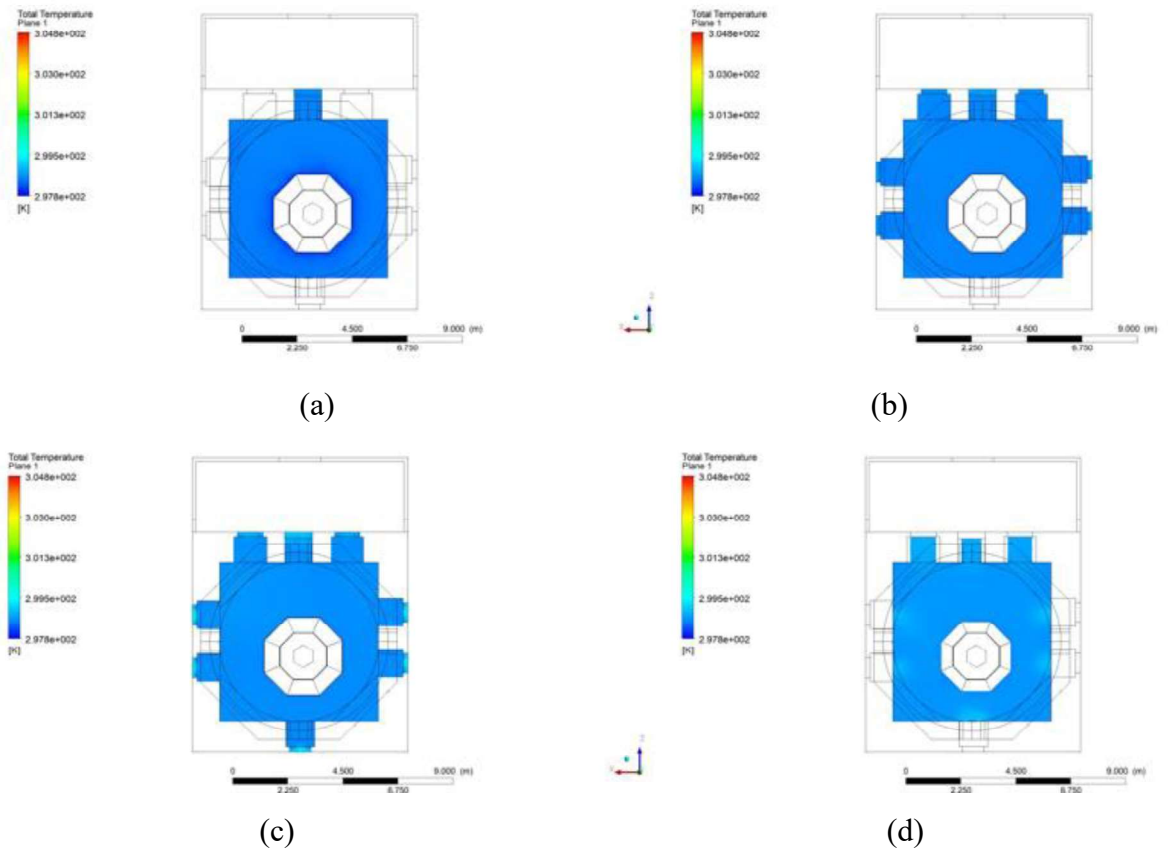 Total Temperature
Plane 1
3.048e+002
3.030e+002
3.013e+002
2.995e+002
2.978e+002
[K]
0 4.500 9.000 (m)
2.250 6.750
(a)
Total Temperature
Plane 1
3.048e+002
3.030e+002
3.013e+002
2.995e+002
2.978e+002
[K]
Z
X
0 4.500 9.000 (m)
2.250 6.750
(b)
Total Temperature
Plane 1
3.048e+002
3.030e+002
3.013e+002
2.995e+002
2.978e+002
[K]
0 4.500 9.000 (m)
2.250 6.750
(c)
Total Temperature
Plane 1
3.048e+002
3.030e+002
3.013e+002
2.995e+002
2.978e+002
[K]
Z
X
0 4.500 9.000 (m)
2.250 6.750
(d)